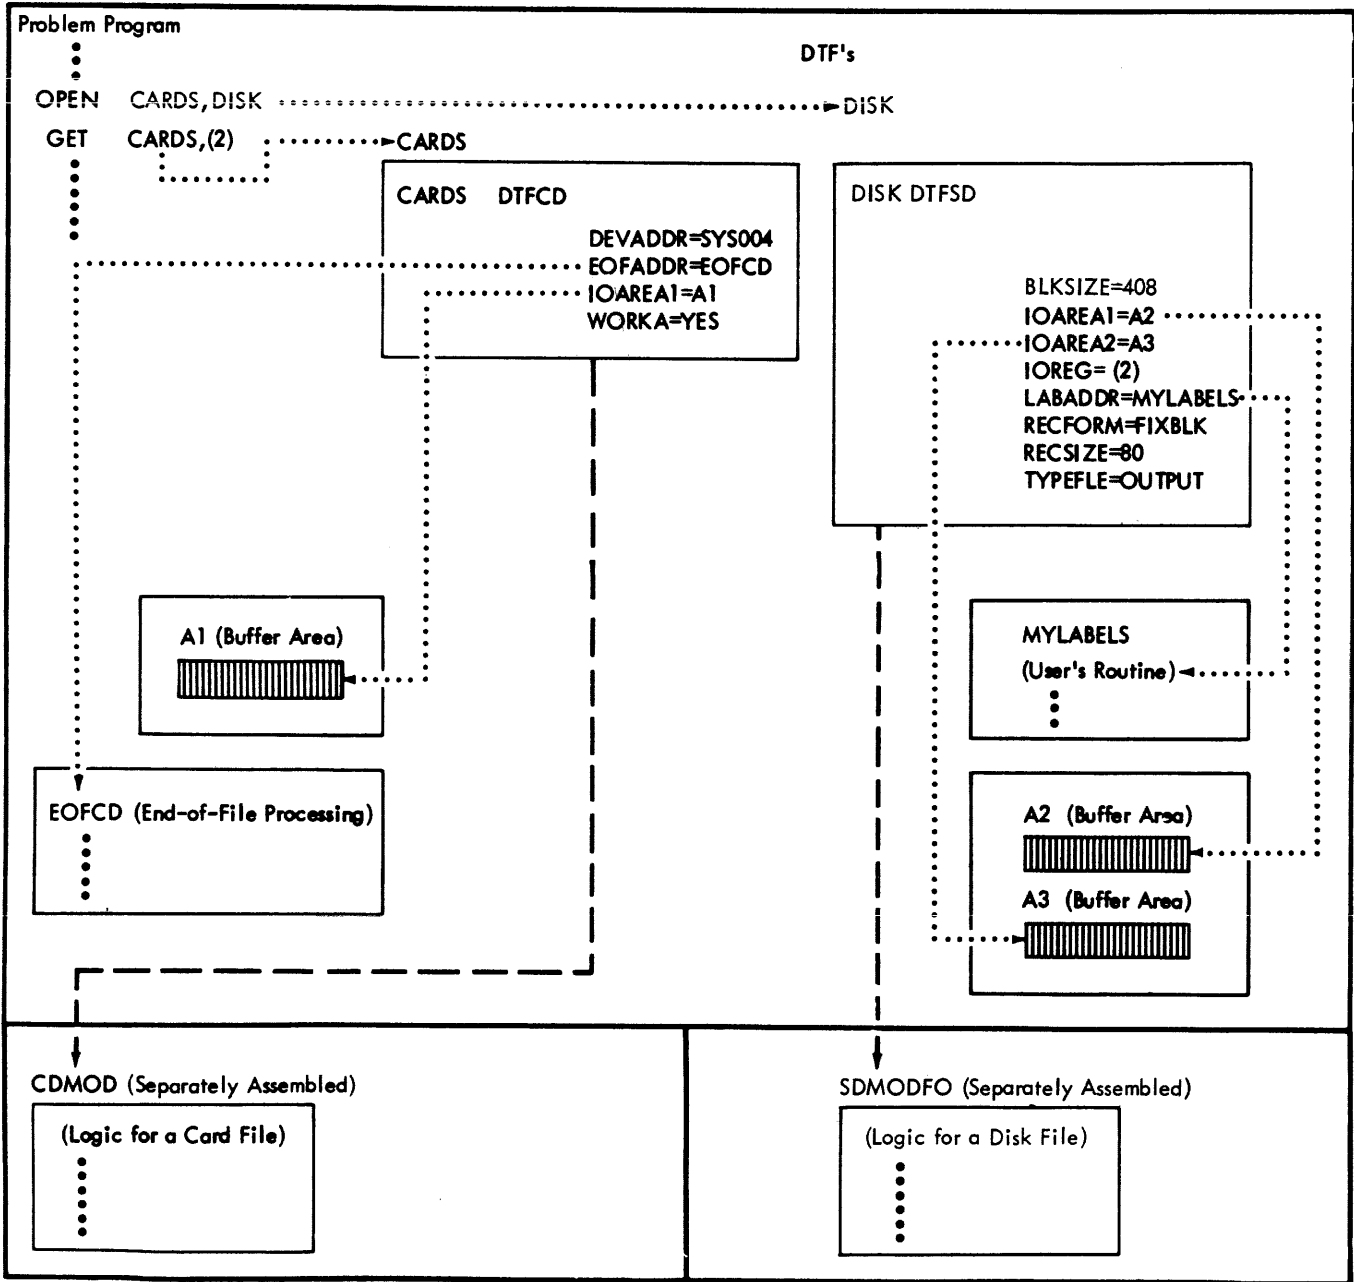 Problem Program
DTF's
OPEN CARDS,DISK DISK
GET CARDS,(2) CARDS
CARDS DTFCD
DEVADDR=SYS004
EOFADDR=EOFCD
IOAREA1=A1
WORKA=YES
DISK DTFSD
BLKSIZE=408
IOAREA1=A2
IOAREA2=A3
IOREG=(2)
LABADDR=MYLABELS
RECFORM=FIXBLK
RECSIZE=80
TYPEFLE=OUTPUT
A1 (Buffer Area)
MYLABELS
(User's Routine)
EOFCD (End-of-File Processing)
A2 (Buffer Area)
A3 (Buffer Area)
CDMOD (Separately Assembled)
(Logic for a Card File)
SDMODFO (Separately Assembled)
(Logic for a Disk File)